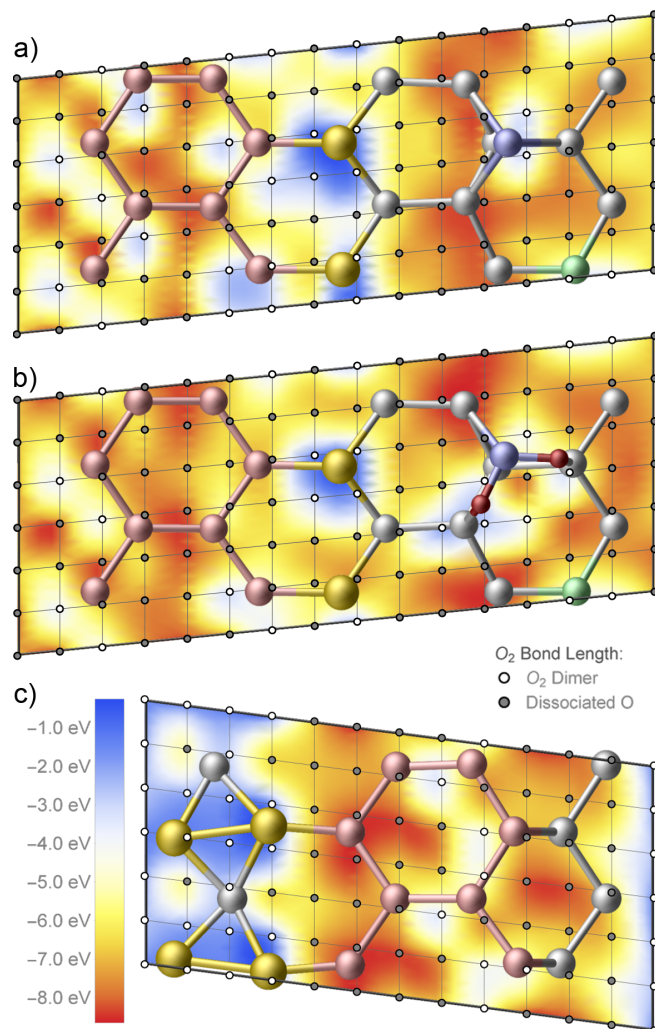 a)
b)
O₂ Bond Length:
O₂ Dimer
Dissociated O
c)
−1.0 eV
−2.0 eV
−3.0 eV
−4.0 eV
−5.0 eV
−6.0 eV
−7.0 eV
−8.0 eV